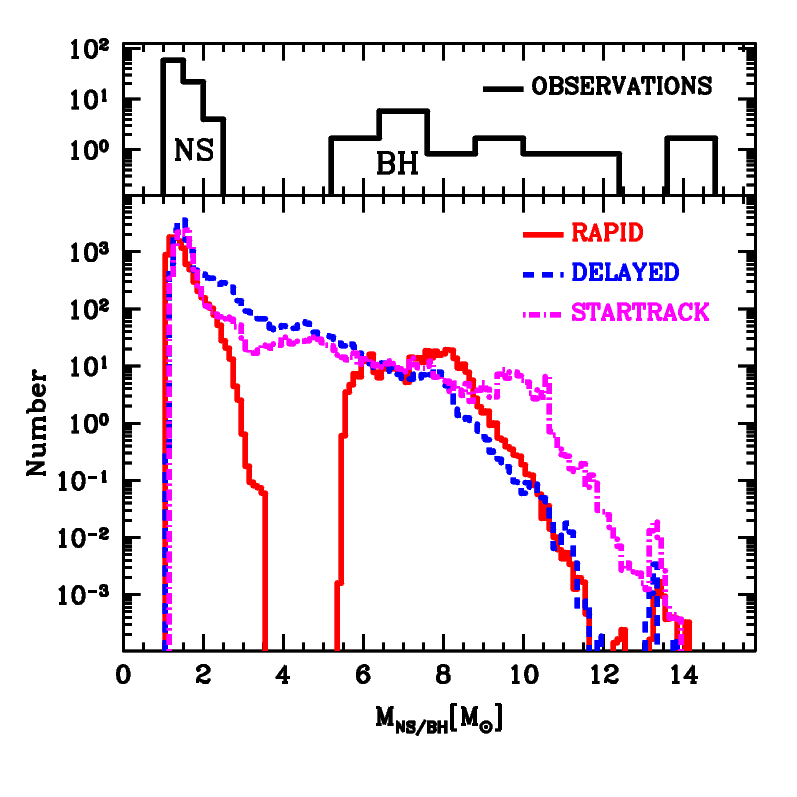 10²
10¹
10⁰
OBSERVATIONS
NS
BH
10³
10²
10¹
10⁰
10⁻¹
10⁻²
10⁻³
Number
RAPID
DELAYED
STARTRACK
0 2 4 6 8 10 12 14
M_NS/BH[M_⊙]